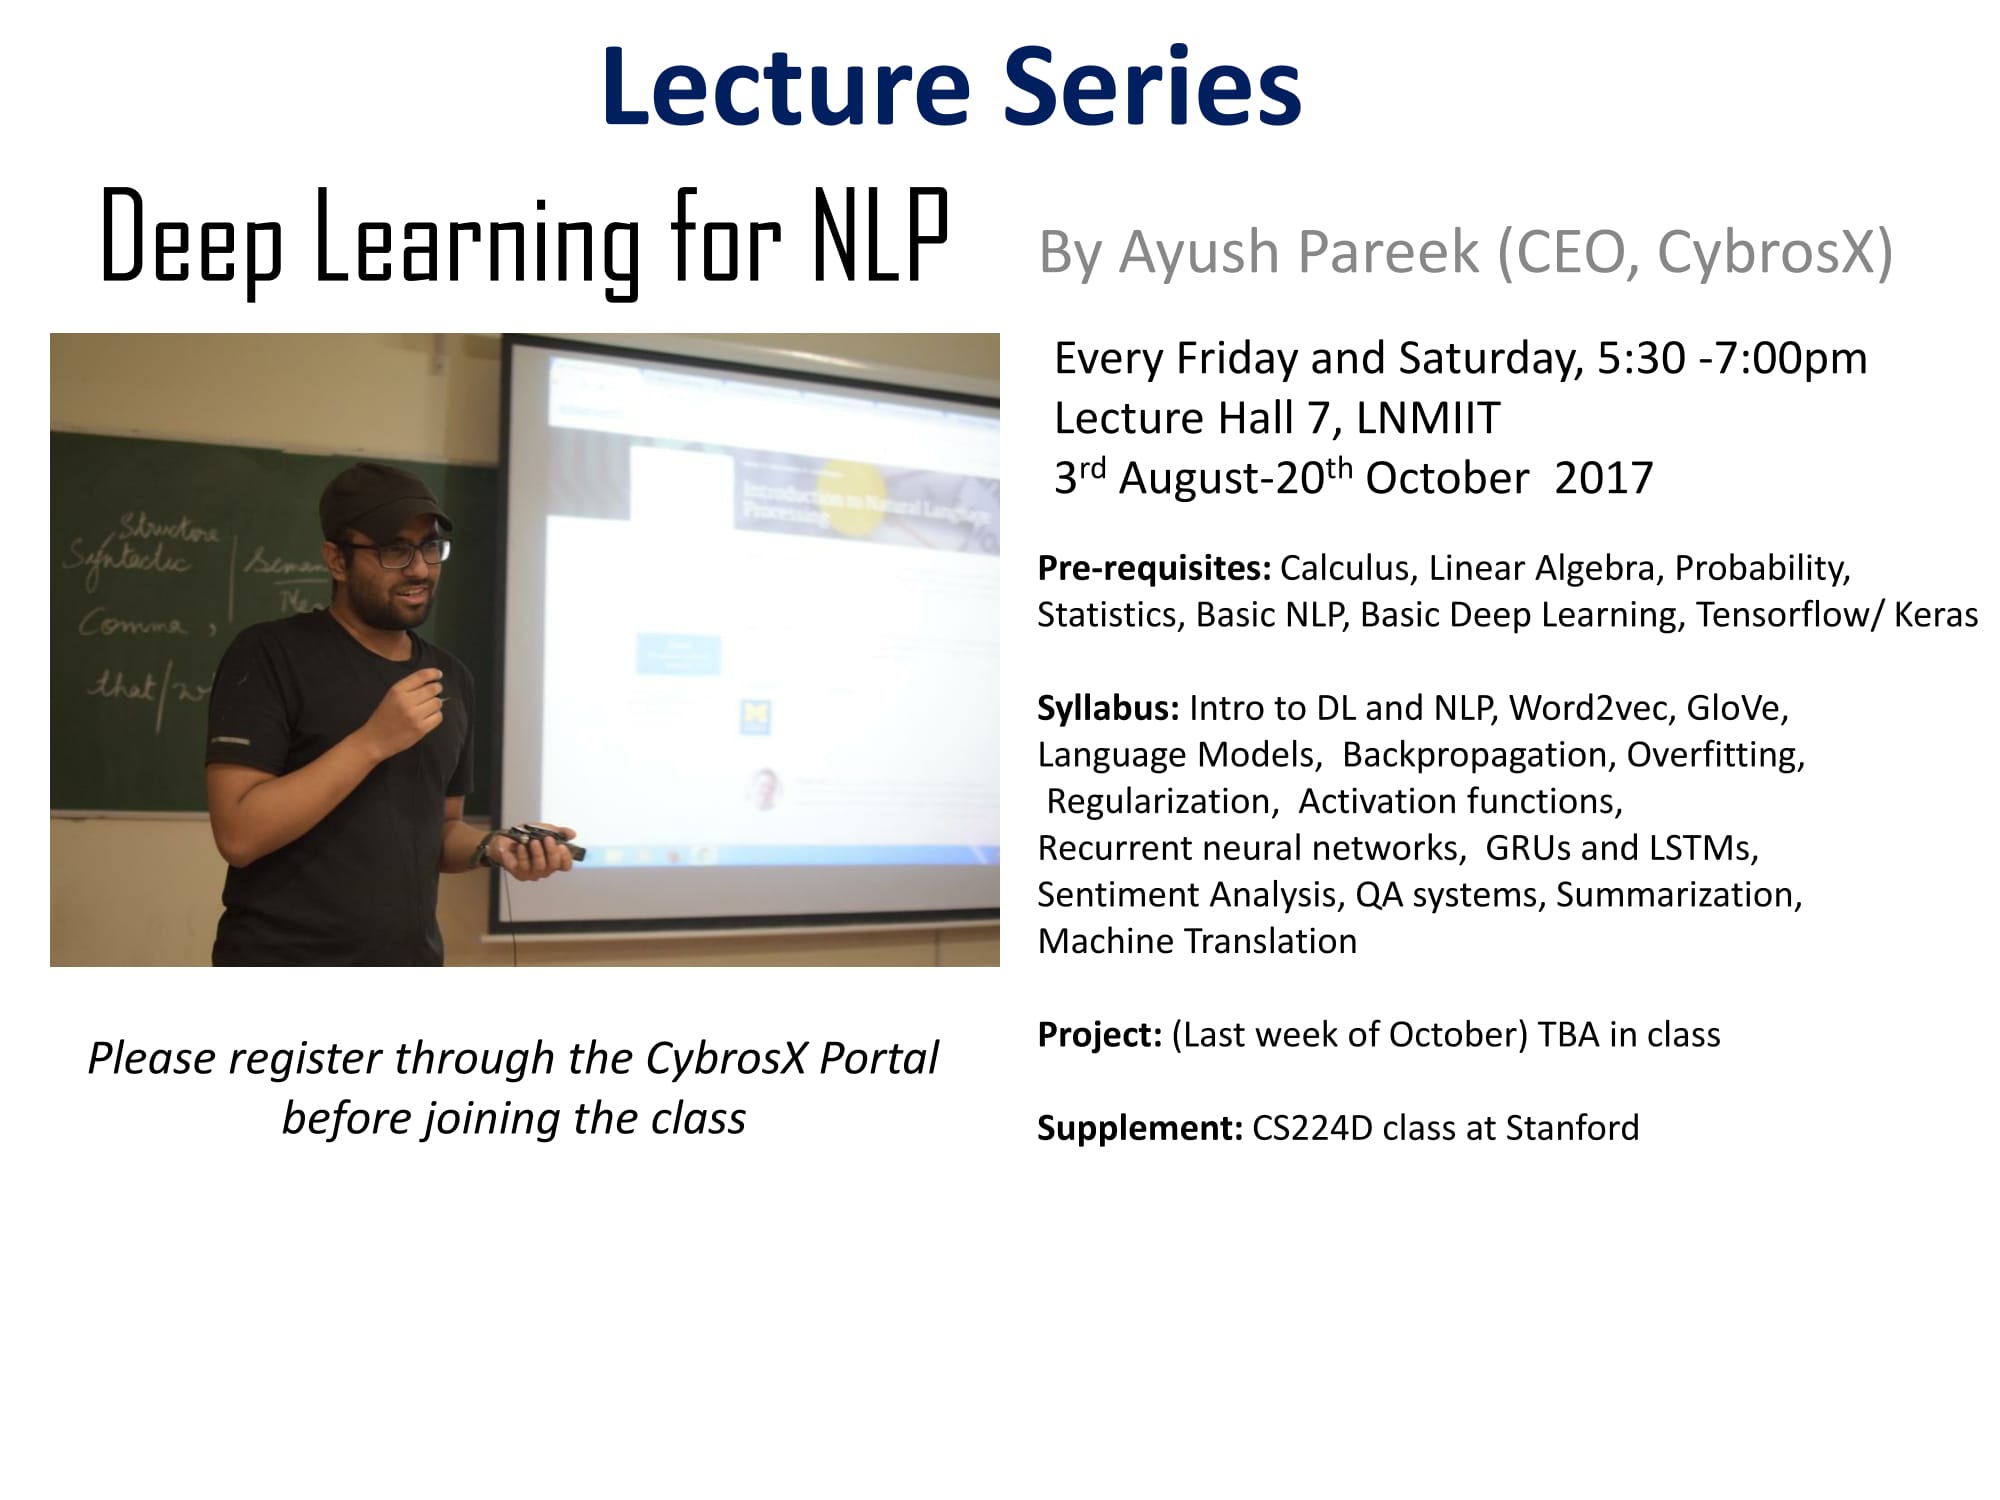 Lecture Series
Deep Learning for NLP
By Ayush Pareek (CEO, CybrosX)
Every Friday and Saturday, 5:30 -7:00pm
Lecture Hall 7, LNMIIT
3rd August-20th October 2017
Structure
Syntactic
Comma ,
that/
Introduction to Natural Language
Processing
Pre-requisites: Calculus, Linear Algebra, Probability,
Statistics, Basic NLP, Basic Deep Learning, Tensorflow/ Keras
Syllabus: Intro to DL and NLP, Word2vec, GloVe,
Language Models, Backpropagation, Overfitting,
Regularization, Activation functions,
Recurrent neural networks, GRUs and LSTMs,
Sentiment Analysis, QA systems, Summarization,
Machine Translation
Project: (Last week of October) TBA in class
Supplement: CS224D class at Stanford
Please register through the CybrosX Portal
before joining the class